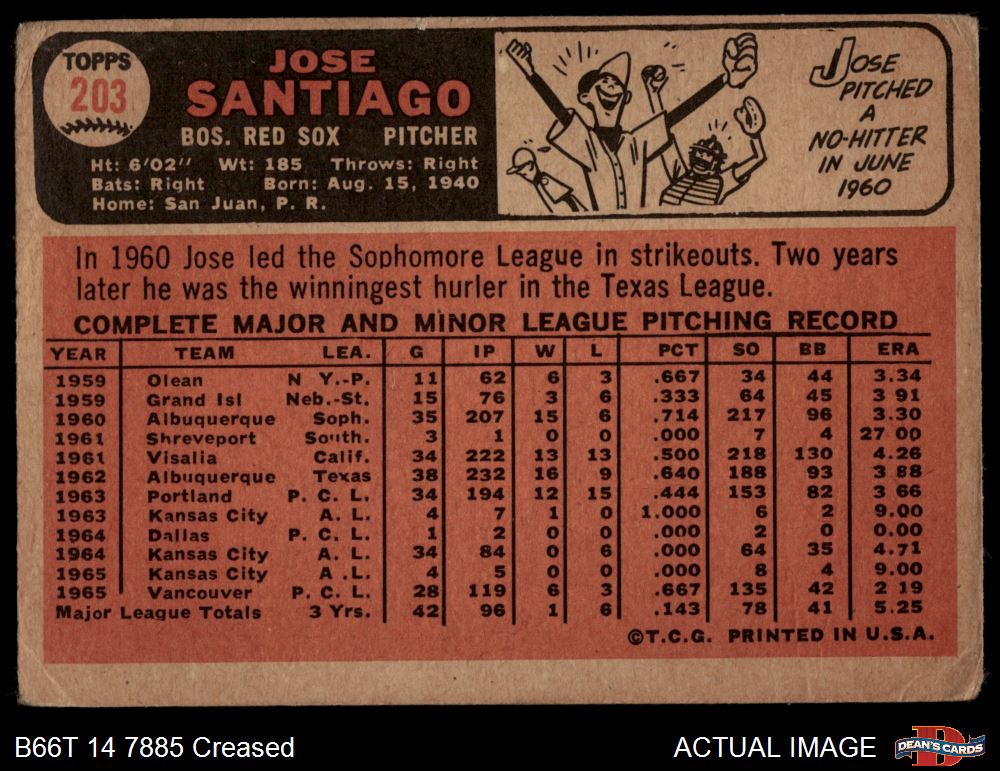 TOPPS
203
JOSE
SANTIAGO
BOS. RED SOX PITCHER
Ht: 6'02" Wt: 185 Throws: Right
Bats: Right Born: Aug. 15, 1940
Home: San Juan, P. R.
JOSE
PITCHED
A
NO-HITTER
IN JUNE
1960
In 1960 Jose led the Sophomore League in strikeouts. Two years
later he was the winningest hurler in the Texas League.
COMPLETE MAJOR AND MINOR LEAGUE PITCHING RECORD
YEAR TEAM LEA. G IP W L PCT SO BB ERA
1959 Olean N Y.-P. 11 62 6 3 .667 34 44 3.34
1959 Grand Isl Neb.-St. 15 76 3 6 .333 64 45 3 91
1960 Albuquerque Soph. 35 207 15 6 .714 217 96 3.30
1961 Shreveport South. 3 1 0 0 .000 7 4 27 00
1961 Visalia Calif. 34 222 13 13 .500 218 130 4.26
1962 Albuquerque Texas 38 232 16 9 .640 188 93 3 88
1963 Portland P. C. L. 34 194 12 15 .444 153 82 3 66
1963 Kansas City A. L. 4 7 1 0 1.000 6 2 9.00
1964 Dallas P. C. L. 1 2 0 0 .000 2 0 0.00
1964 Kansas City A. L. 34 84 0 6 .000 64 35 4.71
1965 Kansas City A .L. 4 5 0 0 .000 8 4 9.00
1965 Vancouver P. C. L. 28 119 6 3 .667 135 42 2 19
Major League Totals 3 Yrs. 42 96 1 6 .143 78 41 5.25
©T.C.G. PRINTED IN U.S.A.
B66T 14 7885 Creased
ACTUAL IMAGE
DEAN'S CARDS